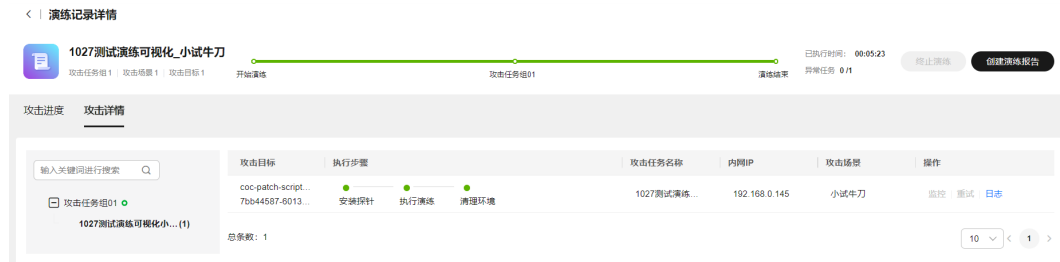 演练记录详情
1027测试演练可视化_小试牛刀
攻击任务组1 攻击场景1 攻击目标1
开始演练 攻击任务组01 演练结束
已执行时间: 00:05:23
异常任务 0 /1
终止演练 创建演练报告
攻击进度 攻击详情
输入关键词进行搜索
攻击任务组01
1027测试演练可视化小...(1)
攻击目标 执行步骤 攻击任务名称 内网IP 攻击场景 操作
coc-patch-script...
7bb44587-6013...
安装探针 执行演练 清理环境
1027测试演练... 192.168.0.145 小试牛刀 监控 重试 日志
总条数: 1
10 1